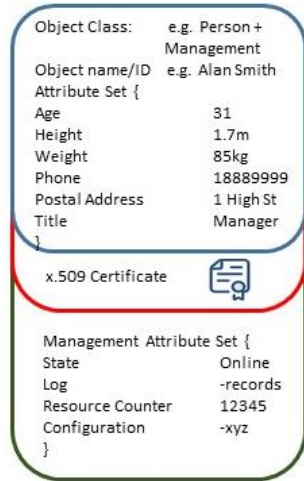 Object Class: e.g. Person +
Management
Object name/ID e.g. Alan Smith
Attribute Set {
Age 31
Height 1.7m
Weight 85kg
Phone 18889999
Postal Address 1 High St
Title Manager
}
x.509 Certificate
Management Attribute Set {
State Online
Log -records
Resource Counter 12345
Configuration -xyz
}